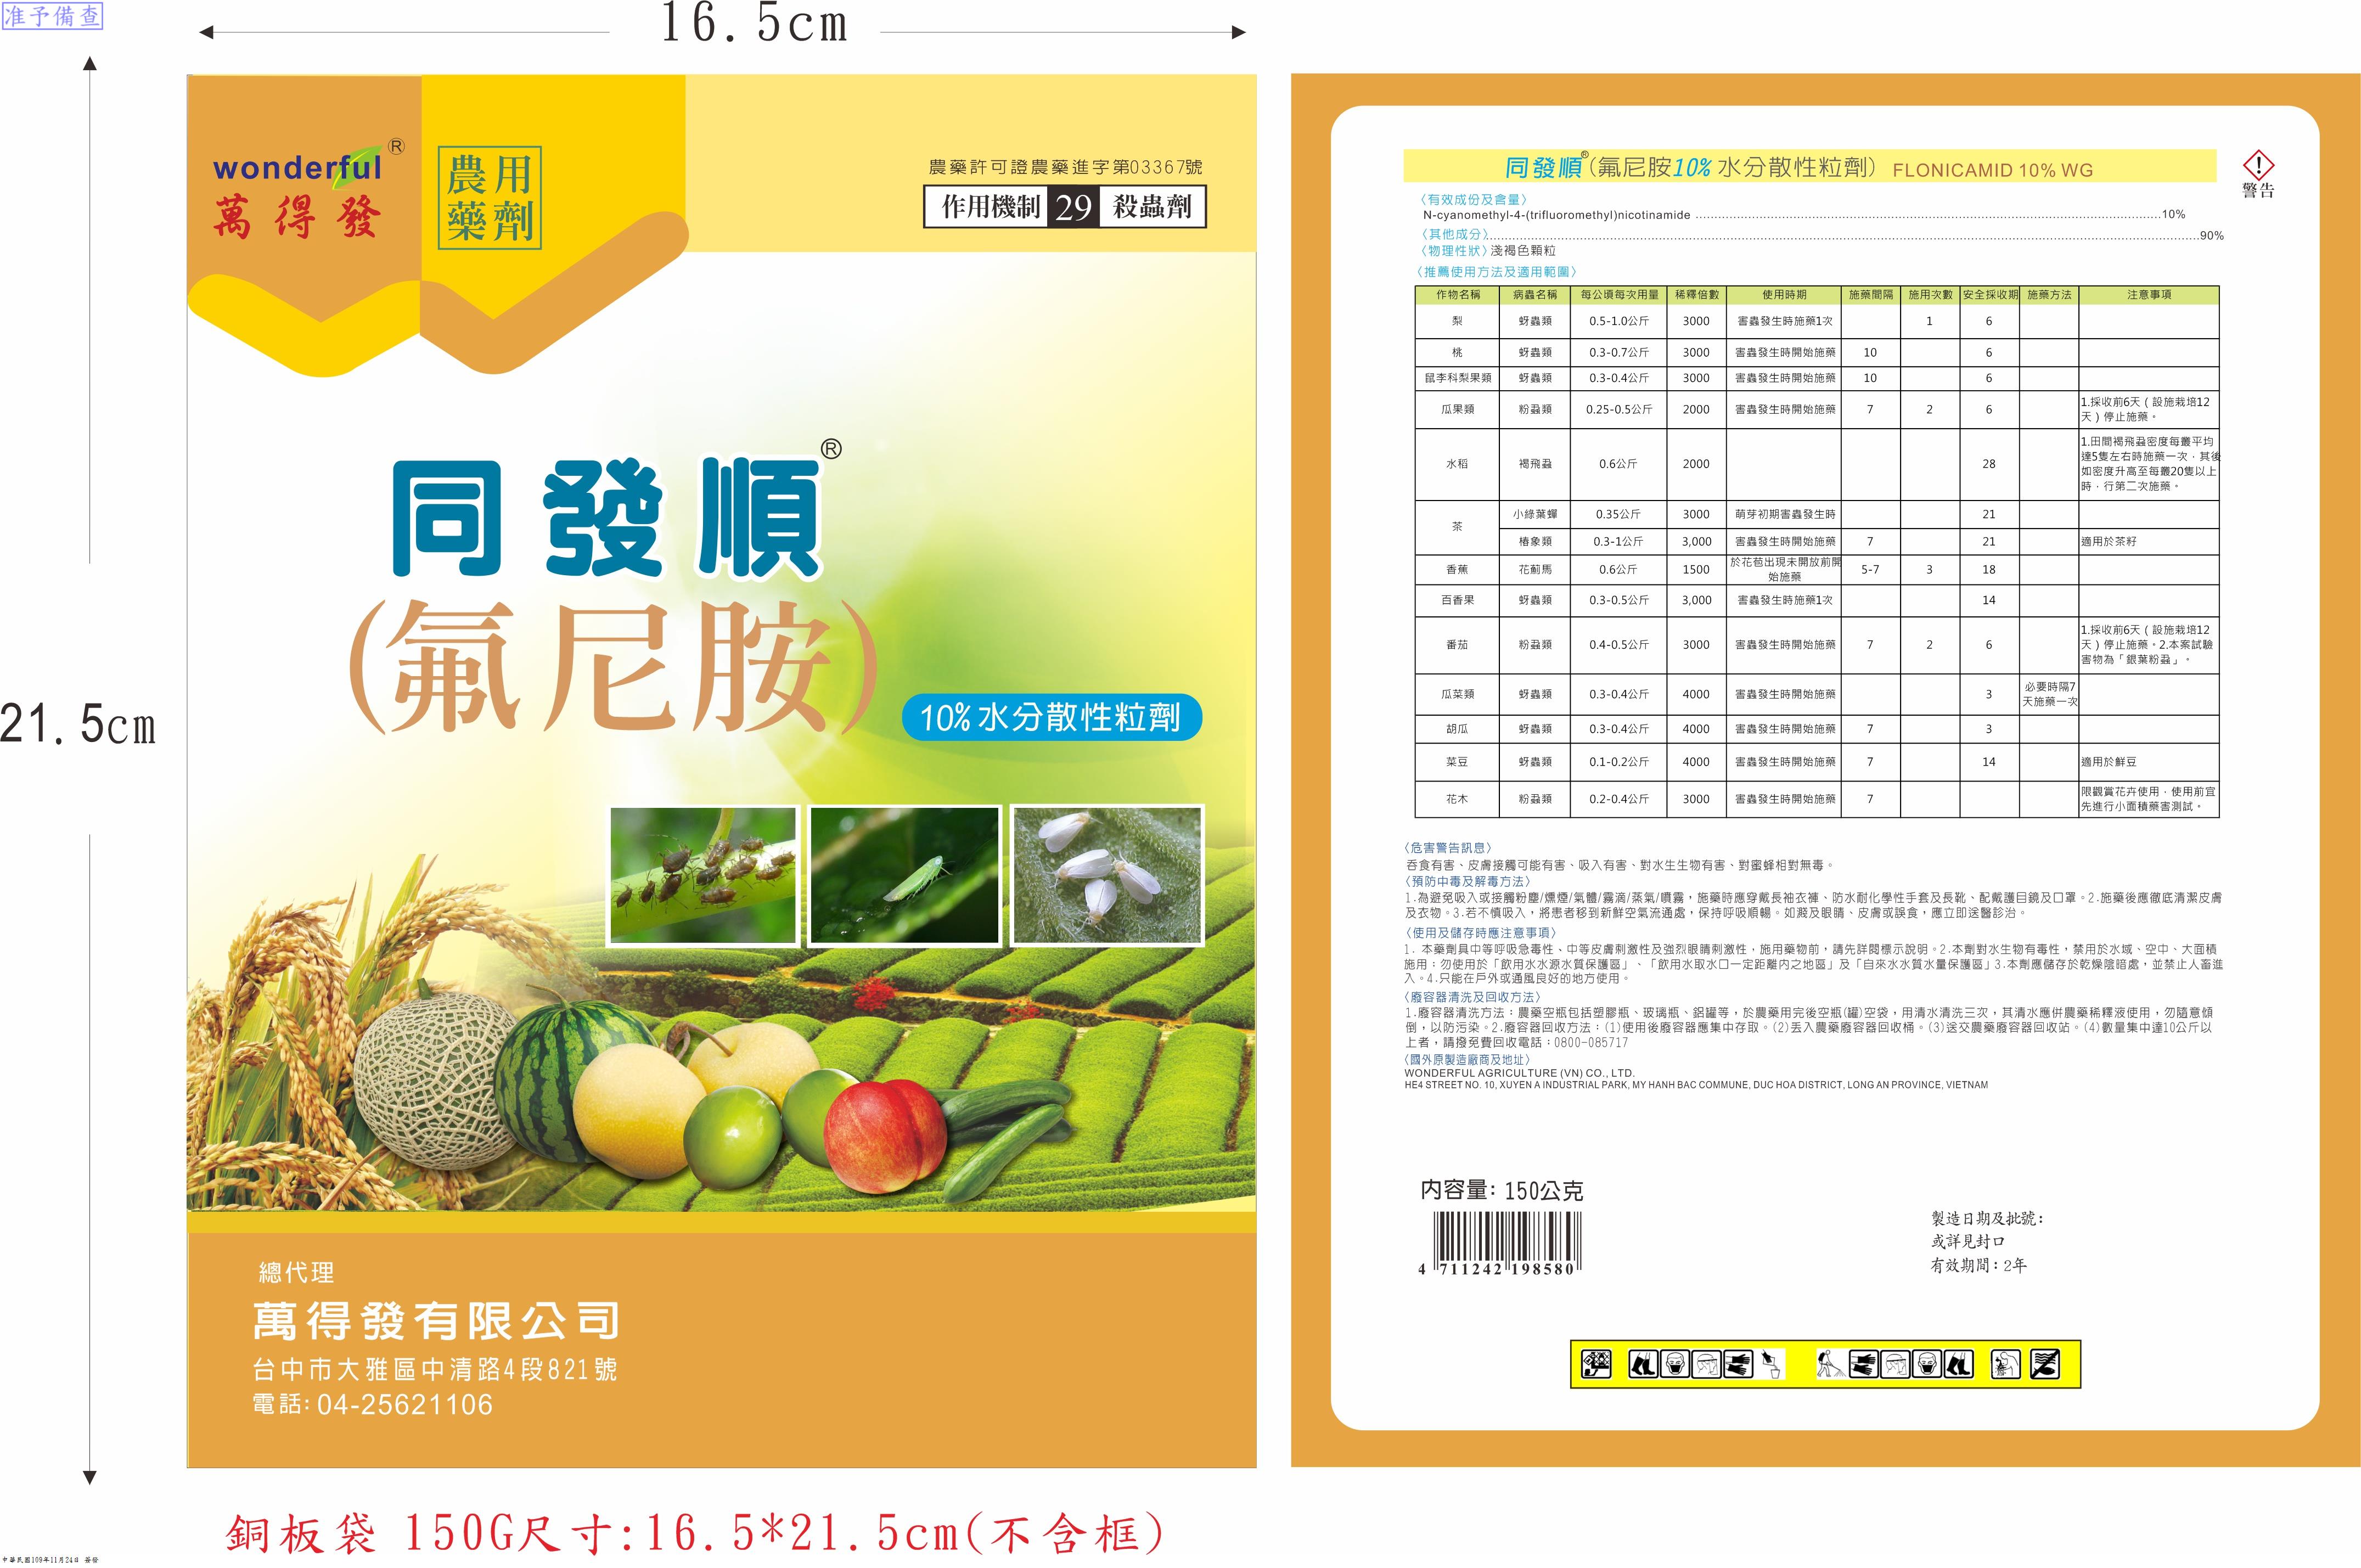 准予備查
16.5cm
21.5cm
wonderful®
萬得發
農用
藥劑
農藥許可證農藥進字第03367號
作用機制 29 殺蟲劑
同發順®
(氟尼胺)
10%水分散性粒劑
總代理
萬得發有限公司
台中市大雅區中清路4段821號
電話:04-25621106
銅板袋 150G尺寸:16.5*21.5cm(不含框)
中華民國109年11月24日
同發順®(氟尼胺10%水分散性粒劑) FLONICAMID 10% WG
警告
〈有效成份及含量〉
N-cyanomethyl-4-(trifluoromethyl)nicotinamide ........10%
〈其他成分〉........90%
〈物理性狀〉淺褐色顆粒
〈推薦使用方法及適用範圍〉
作物名稱 病蟲名稱 每公頃每次用量 稀釋倍數 使用時期 施藥間隔 施用次數 安全採收期 施藥方法 注意事項
梨 蚜蟲類 0.5-1.0公斤 3000 害蟲發生時施藥1次 1 6
桃 蚜蟲類 0.3-0.7公斤 3000 害蟲發生時開始施藥 10 6
鼠李科梨果類 蚜蟲類 0.3-0.4公斤 3000 害蟲發生時開始施藥 10 6
瓜果類 粉蝨類 0.25-0.5公斤 2000 害蟲發生時開始施藥 7 2 6 1.採收前6天(設施栽培12
天)停止施藥。
水稻 褐飛蝨 0.6公斤 2000 28 1.田間褐飛蝨密度每叢平均
達5隻左右時施藥一次,其後
如密度升高至每叢20隻以上
時,行第二次施藥。
茶 小綠葉蟬 0.35公斤 3000 萌芽初期害蟲發生時 21
椿象類 0.3-1公斤 3,000 害蟲發生時開始施藥 7 21 適用於茶籽
香蕉 花薊馬 0.6公斤 1500 於花苞出現未開放前開
始施藥 5-7 3 18
百香果 蚜蟲類 0.3-0.5公斤 3,000 害蟲發生時施藥1次 14
番茄 粉蝨類 0.4-0.5公斤 3000 害蟲發生時開始施藥 7 2 6 1.採收前6天(設施栽培12
天)停止施藥。2.本案試驗
害物為「銀葉粉蝨」。
瓜菜類 蚜蟲類 0.3-0.4公斤 4000 害蟲發生時開始施藥 3 必要時隔7
天施藥一次
胡瓜 蚜蟲類 0.3-0.4公斤 4000 害蟲發生時開始施藥 7 3
菜豆 蚜蟲類 0.1-0.2公斤 4000 害蟲發生時開始施藥 7 14 適用於鮮豆
花木 粉蝨類 0.2-0.4公斤 3000 害蟲發生時開始施藥 7 限觀賞花卉使用,使用前宜
先進行小面積藥害測試。
〈危害警告訊息〉
吞食有害、皮膚接觸可能有害、吸入有害、對水生生物有害、對蜜蜂相對無毒。
〈預防中毒及解毒方法〉
1.為避免吸入或接觸粉塵/燻煙/氣體/霧滴/蒸氣/噴霧,施藥時應穿戴長袖衣褲、防水耐化學性手套及長靴、配戴護目鏡及口罩。2.施藥後應徹底清潔皮膚
及衣物。3.若不慎吸入,將患者移到新鮮空氣流通處,保持呼吸順暢。如濺及眼睛、皮膚或誤食,應立即送醫診治。
〈使用及儲存時應注意事項〉
1. 本藥劑具中等呼吸急毒性、中等皮膚刺激性及強烈眼睛刺激性,施用藥物前,請先詳閱標示說明。2.本劑對水生物有毒性,禁用於水域、空中、大面積
施用;勿使用於「飲用水水源水質保護區」、「飲用水取水口一定距離內之地區」及「自來水水質水量保護區」3.本劑應儲存於乾燥陰暗處,並禁止人畜進
入。4.只能在戶外或通風良好的地方使用。
〈廢容器清洗及回收方法〉
1.廢容器清洗方法:農藥空瓶包括塑膠瓶、玻璃瓶、鋁罐等,於農藥用完後空瓶(罐)空袋,用清水清洗三次,其清水應併農藥稀釋液使用,勿隨意傾
倒,以防污染。2.廢容器回收方法:(1)使用後廢容器應集中存取。(2)丟入農藥廢容器回收桶。(3)送交農藥廢容器回收站。(4)數量集中達10公斤以
上者,請撥免費回收電話:0800-085717
〈國外原製造廠商及地址〉
WONDERFUL AGRICULTURE (VN) CO., LTD.
HE4 STREET NO. 10, XUYEN A INDUSTRIAL PARK, MY HANH BAC COMMUNE, DUC HOA DISTRICT, LONG AN PROVINCE, VIETNAM
內容量: 150公克
4 711242 198580
製造日期及批號:
或詳見封口
有效期間:2年